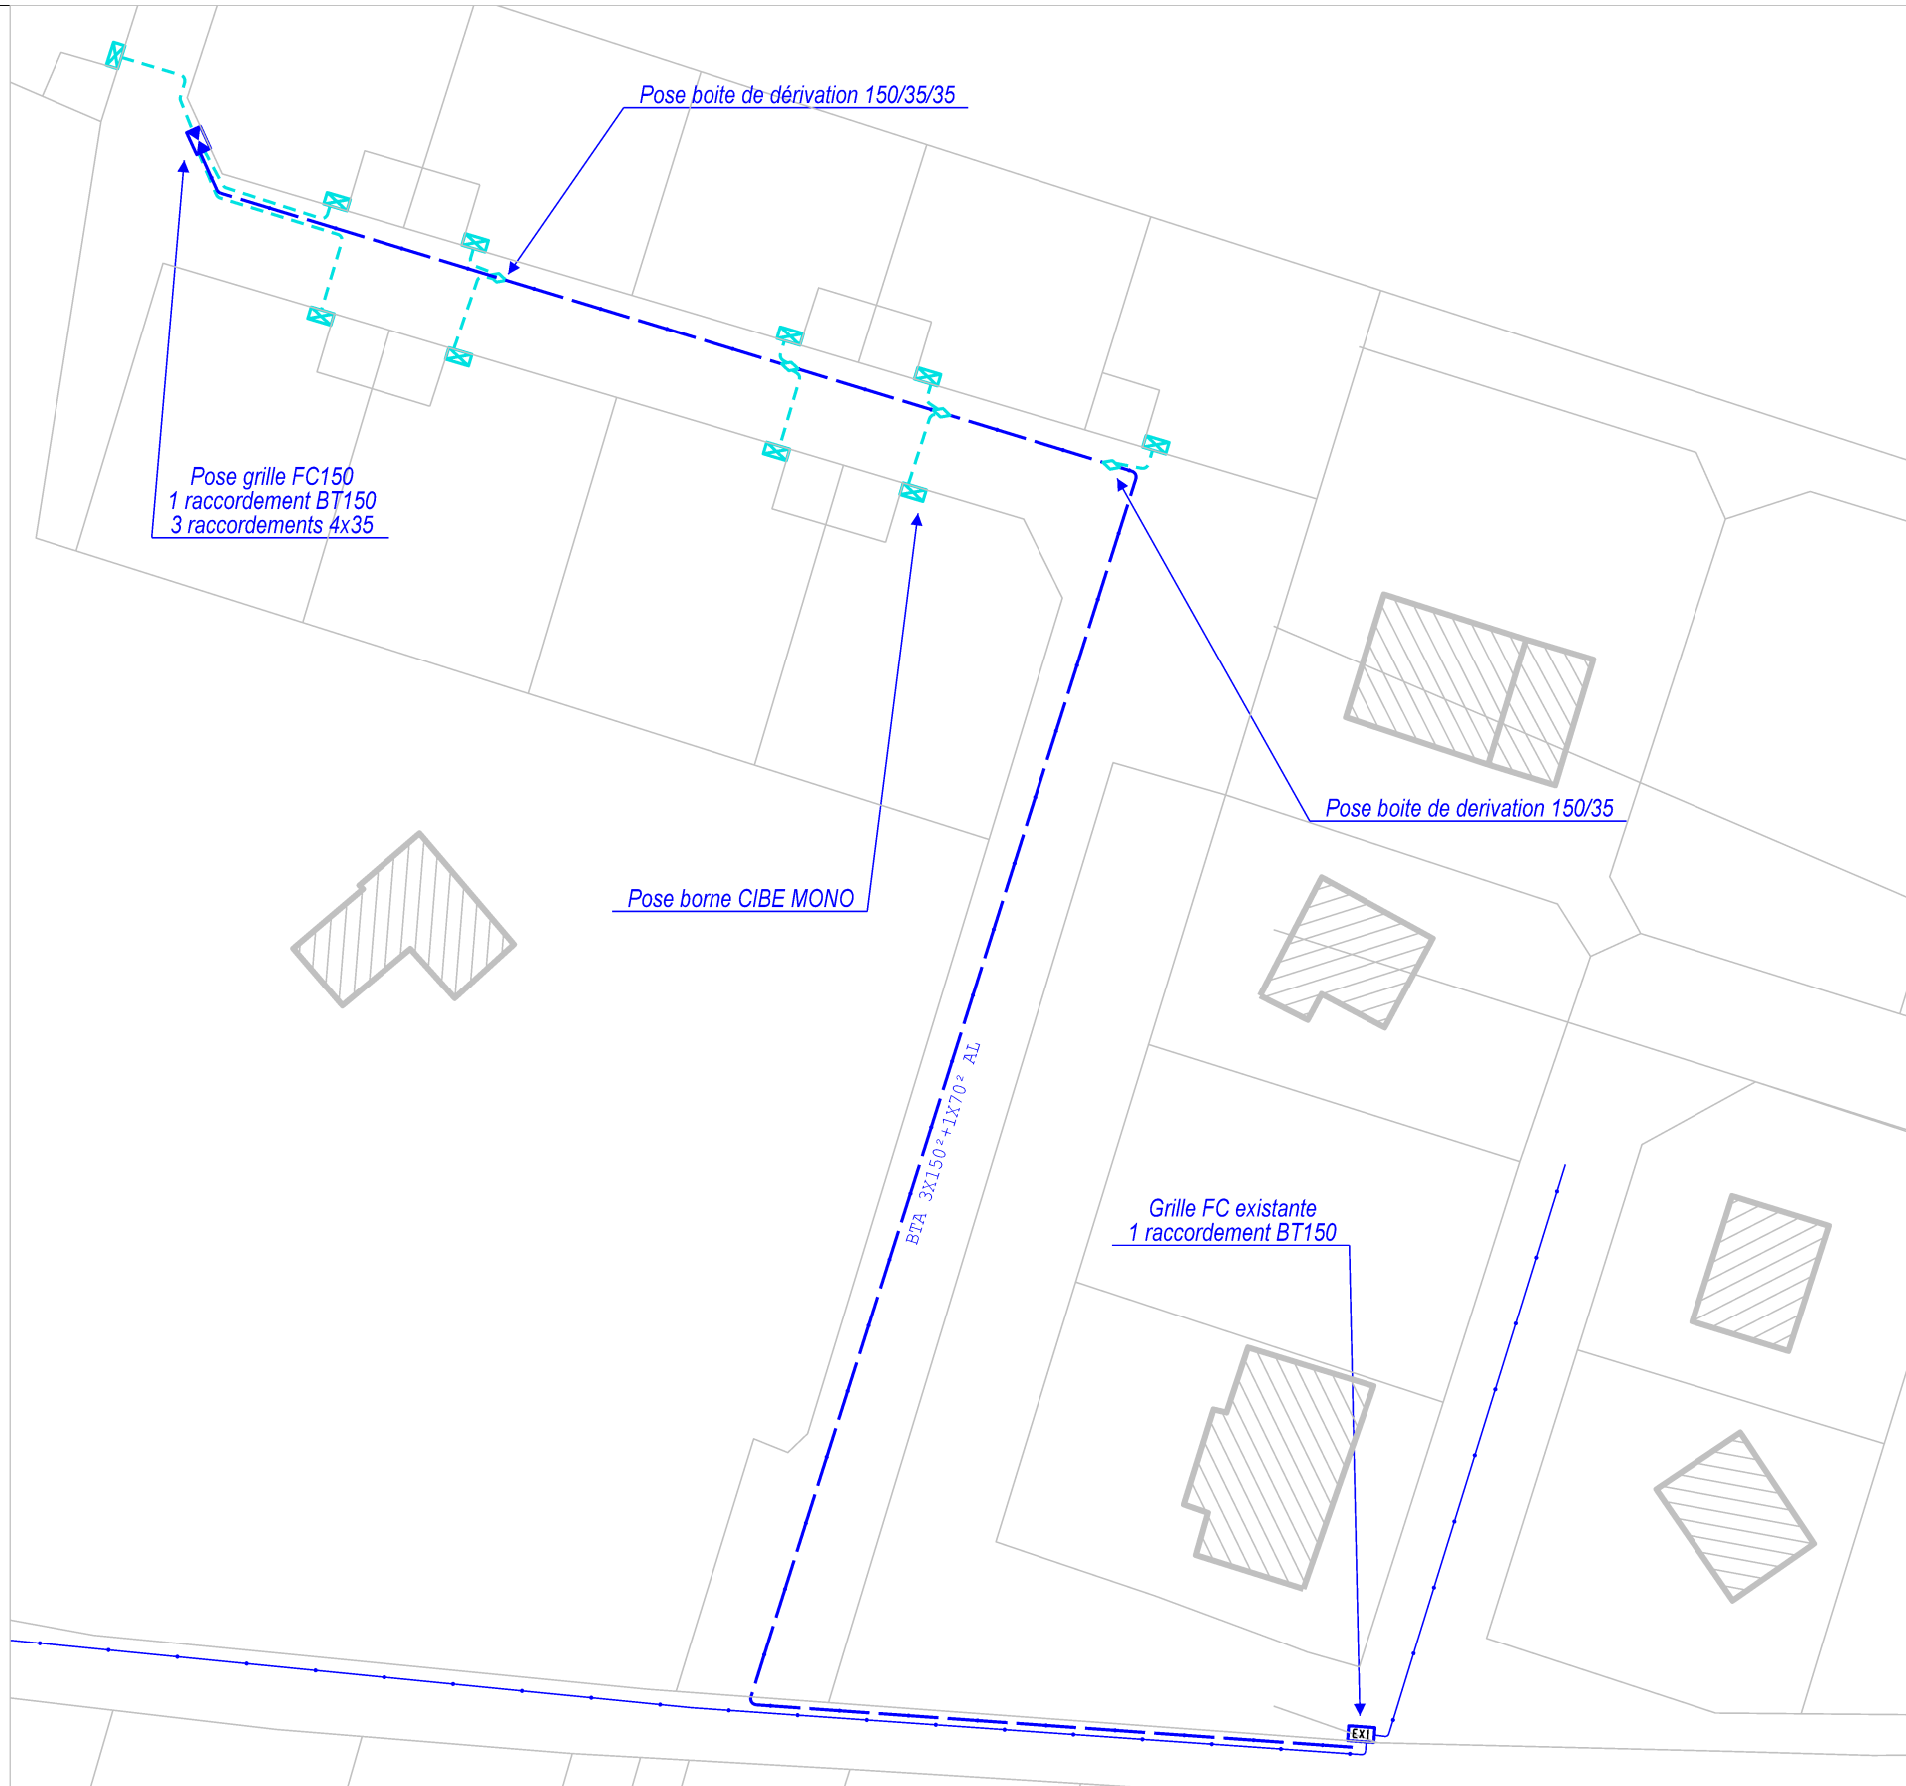 Pose boite de dérivation 150/35/35
Pose grille FC150
1 raccordement BT150
3 raccordements 4x35
Pose boite de derivation 150/35
Pose borne CIBE MONO
BTA 3X150²+1X70² AL
Grille FC existante
1 raccordement BT150
EXI